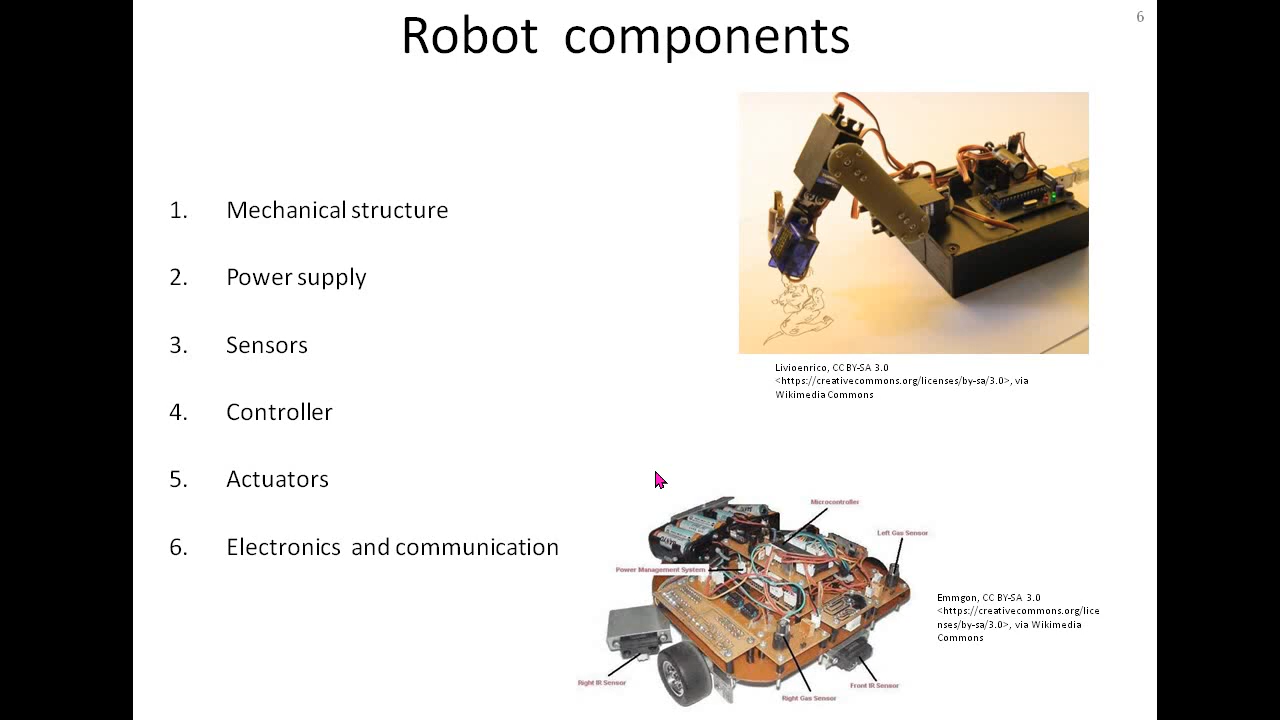 Robot components
6
1. Mechanical structure
2. Power supply
3. Sensors
4. Controller
5. Actuators
6. Electronics and communication
Livioenrico, CC BY-SA 3.0
<https://creativecommons.org/licenses/by-sa/3.0>, via
Wikimedia Commons
Microcontroller
Left Gas Sensor
Power Management System
Right IR Sensor
Front IR Sensor
Right Gas Sensor
Emmgon, CC BY-SA 3.0
<https://creativecommons.org/lice
nses/by-sa/3.0>, via Wikimedia
Commons